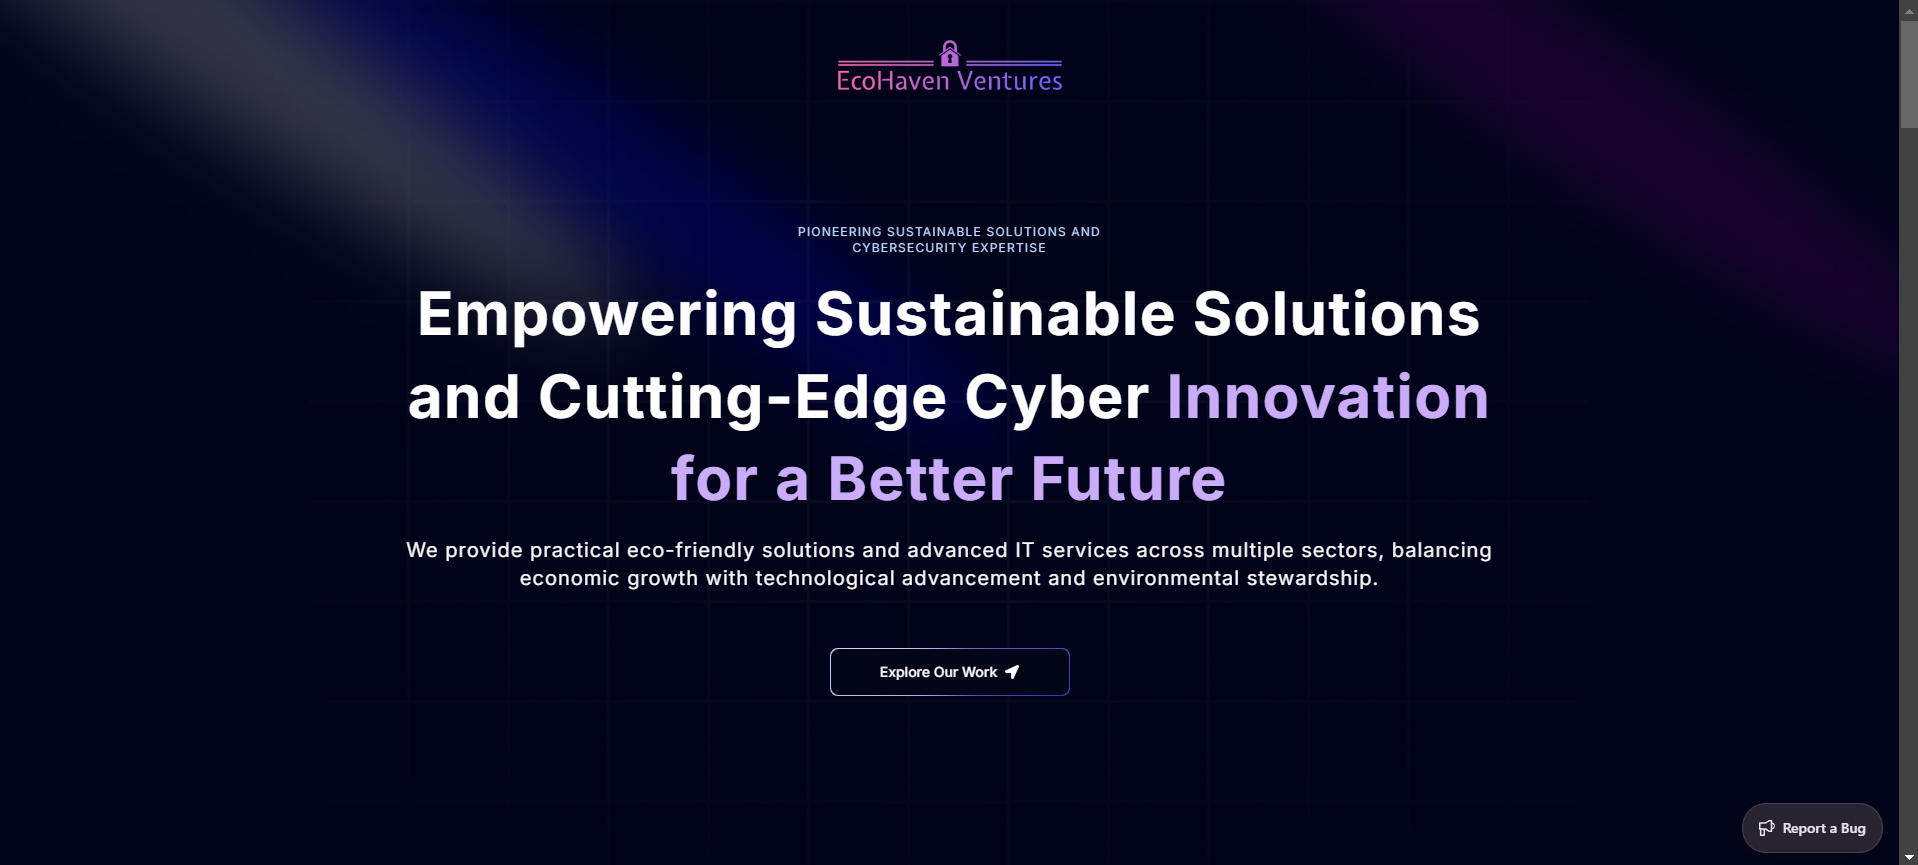 EcoHaven Ventures
PIONEERING SUSTAINABLE SOLUTIONS AND
CYBERSECURITY EXPERTISE
Empowering Sustainable Solutions
and Cutting-Edge Cyber Innovation
for a Better Future
We provide practical eco-friendly solutions and advanced IT services across multiple sectors, balancing
economic growth with technological advancement and environmental stewardship.
Explore Our Work
Report a Bug